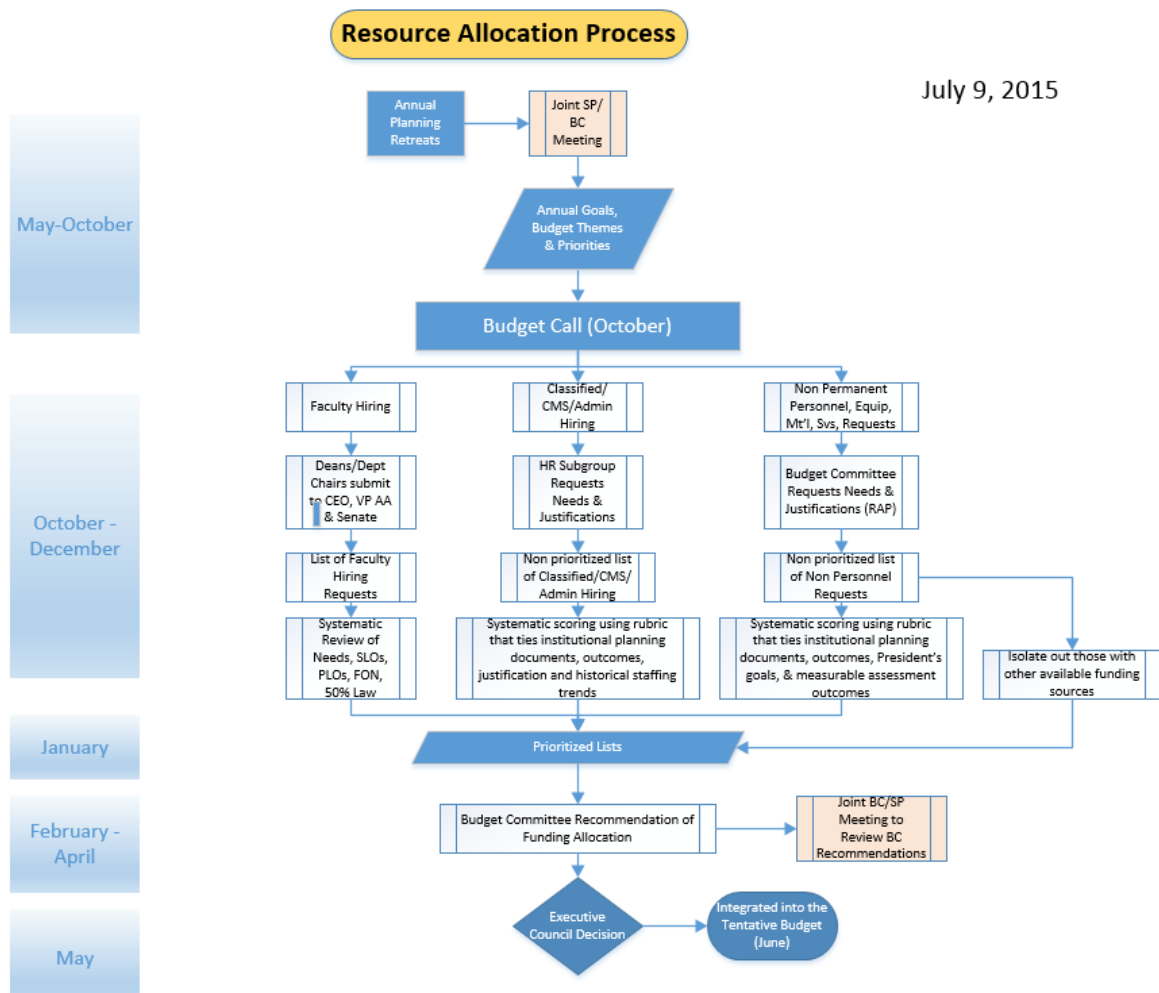 Resource Allocation Process
July 9, 2015
Annual
Planning
Retreats
Joint SP/
BC
Meeting
May-October
Annual Goals,
Budget Themes
& Priorities
Budget Call (October)
Faculty Hiring
Classified/
CMS/Admin
Hiring
Non Permanent
Personnel, Equip,
Mt'l, Svs, Requests
October -
December
Deans/Dept
Chairs submit
to CEO, VP AA
& Senate
HR Subgroup
Requests
Needs &
Justifications
Budget Committee
Requests Needs &
Justifications (RAP)
List of Faculty
Hiring
Requests
Non prioritized list
of Classified/CMS/
Admin Hiring
Non prioritized list
of Non Personnel
Requests
Systematic
Review of
Needs, SLOs,
PLOs, FON,
50% Law
Systematic scoring using rubric
that ties institutional planning
documents, outcomes,
justification and historical staffing
trends
Systematic scoring using rubric
that ties institutional planning
documents, outcomes, President's
goals, & measurable assessment
outcomes
Isolate out those with
other available funding
sources
January
Prioritized Lists
February -
April
Budget Committee Recommendation of
Funding Allocation
Joint BC/SP
Meeting to
Review BC
Recommendations
May
Executive
Council Decision
Integrated into the
Tentative Budget
(June)